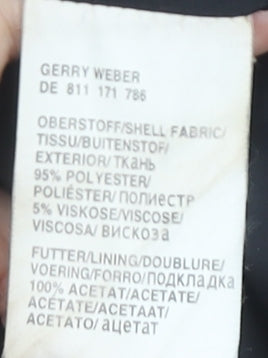 GERRY WEBER
DE 811 171 786
OBERSTOFF/SHELL FABRIC/
TISSU/BUITENSTOF/
EXTERIOR/ТКАНЬ
95% POLYESTER/
POLIÉSTER/ПОЛИЕСТР
5% VISKOSE/VISCOSE/
VISCOSA/ВИСКОЗА
FUTTER/LINING/DOUBLURE/
VOERING/FORRO/ПОДКЛАДКА
100% ACETAT/ACETATE/
ACÉTATE/ACETAAT/
ACETATO/ацетат